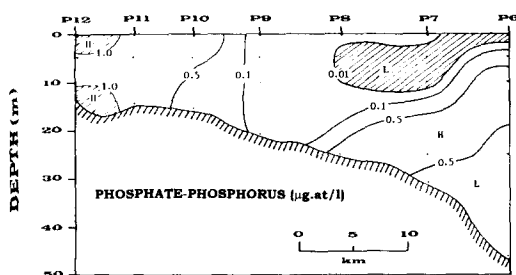 P12 P11 P10 P9 P8 P7 P6
0
10
20
30
40
50
DEPTH (m)
H
1.0
1.0
H
0.5
0.1
0.01
L
0.1
0.5
H
0.5
L
PHOSPHATE-PHOSPHORUS (µg.at/l)
0 5 10
km